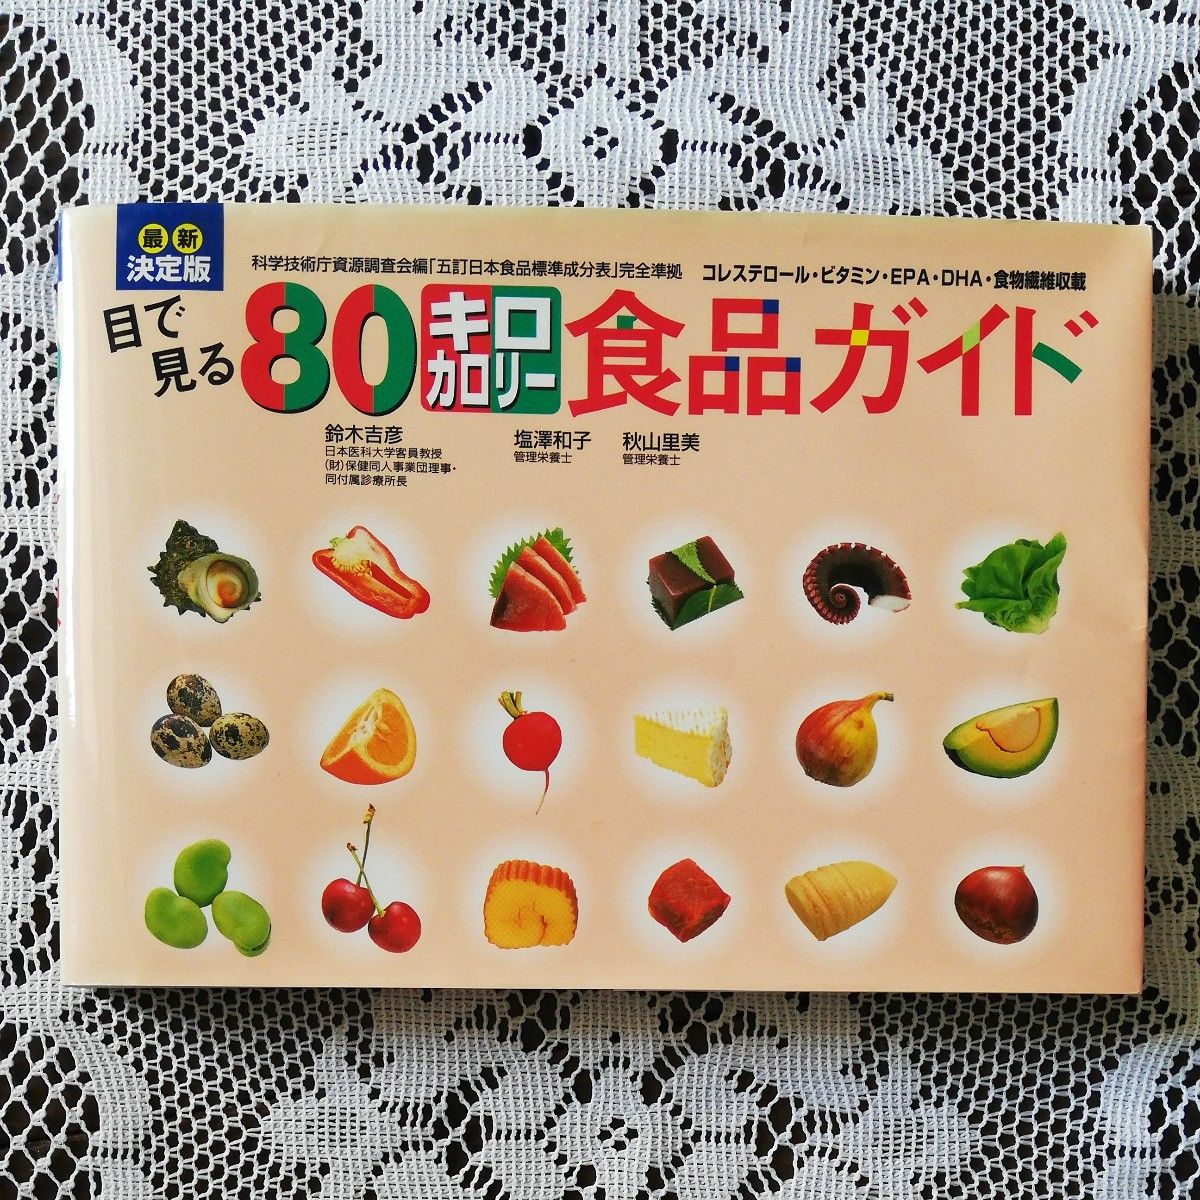 最新
決定版
科学技術庁資源調査会編「五訂日本食品標準成分表」完全準拠 コレステロール・ビタミン・EPA・DHA・食物繊維収載
目で
見る
80
キロ
カロリー
食品ガイド
鈴木吉彦
日本医科大学客員教授
(財)保健同人事業団理事・
同付属診療所長
塩澤和子
管理栄養士
秋山里美
管理栄養士